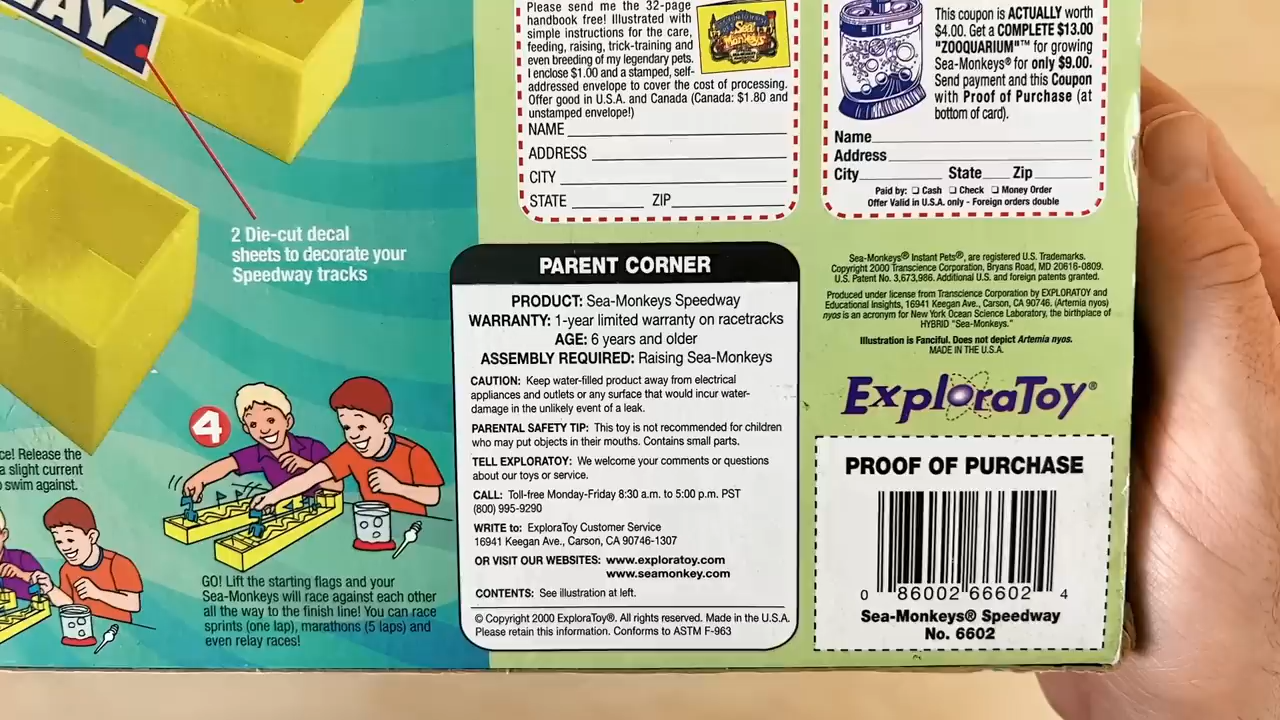 WAY
2 Die-cut decal
sheets to decorate your
Speedway tracks
ce! Release the
a slight current
swim against.
4
GO! Lift the starting flags and your
Sea-Monkeys will race against each other
all the way to the finish line! You can race
sprints (one lap), marathons (5 laps) and
even relay races!
Please send me the 32-page
handbook free! Illustrated with
simple instructions for the care,
feeding, raising, trick-training and
even breeding of my legendary pets.
I enclose $1.00 and a stamped, self-
addressed envelope to cover the cost of processing.
Offer good in U.S.A. and Canada (Canada: $1.80 and
unstamped envelope!)
Sea
Monkeys
NAME
ADDRESS
CITY
STATE ZIP
This coupon is ACTUALLY worth
$4.00. Get a COMPLETE $13.00
"ZOOQUARIUM"™ for growing
Sea-Monkeys® for only $9.00.
Send payment and this Coupon
with Proof of Purchase (at
bottom of card).
Name
Address
City State Zip
Paid by: ❑ Cash ❑ Check ❑ Money Order
Offer Valid in U.S.A. only - Foreign orders double
PARENT CORNER
PRODUCT: Sea-Monkeys Speedway
WARRANTY: 1-year limited warranty on racetracks
AGE: 6 years and older
ASSEMBLY REQUIRED: Raising Sea-Monkeys
CAUTION: Keep water-filled product away from electrical
appliances and outlets or any surface that would incur water-
damage in the unlikely event of a leak.
PARENTAL SAFETY TIP: This toy is not recommended for children
who may put objects in their mouths. Contains small parts.
TELL EXPLORATOY: We welcome your comments or questions
about our toys or service.
CALL: Toll-free Monday-Friday 8:30 a.m. to 5:00 p.m. PST
(800) 995-9290
WRITE to: ExploraToy Customer Service
16941 Keegan Ave., Carson, CA 90746-1307
OR VISIT OUR WEBSITES: www.exploratoy.com
www.seamonkey.com
CONTENTS: See illustration at left.
© Copyright 2000 ExploraToy®. All rights reserved. Made in the U.S.A.
Please retain this information. Conforms to ASTM F-963
Sea-Monkeys® Instant Pets®, are registered U.S. Trademarks.
Copyright 2000 Transcience Corporation, Bryans Road, MD 20616-0809.
U.S. Patent No. 3,673,986. Additional U.S. and foreign patents granted.
Produced under license from Transcience Corporation by EXPLORATOY and
Educational Insights, 16941 Keegan Ave., Carson, CA 90746. (Artemia nyos)
nyos is an acronym for New York Ocean Science Laboratory, the birthplace of
HYBRID "Sea-Monkeys."
Illustration is Fanciful. Does not depict Artemia nyos.
MADE IN THE U.S.A.
ExploraToy®
PROOF OF PURCHASE
0 86002 66602 4
Sea-Monkeys® Speedway
No. 6602